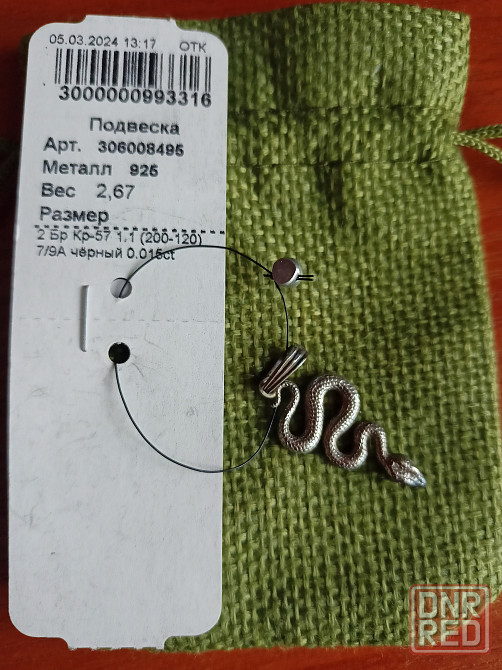 05.03.2024 13:17 ОТК
3000000993316
Подвеска
Арт. 306008495
Металл 925
Вес 2,67
Размер
2 Бр Кр-57 1.1 (200-120)
7/9А чёрный 0.015ct
DNR
RED